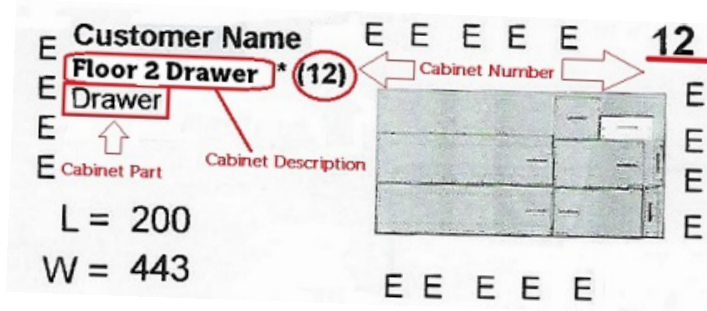 Customer Name E E E E E 12
E Floor 2 Drawer * (12) Cabinet Number
E Drawer E
E E
E Cabinet Part Cabinet Description E
L = 200 E
W = 443
E E E E E